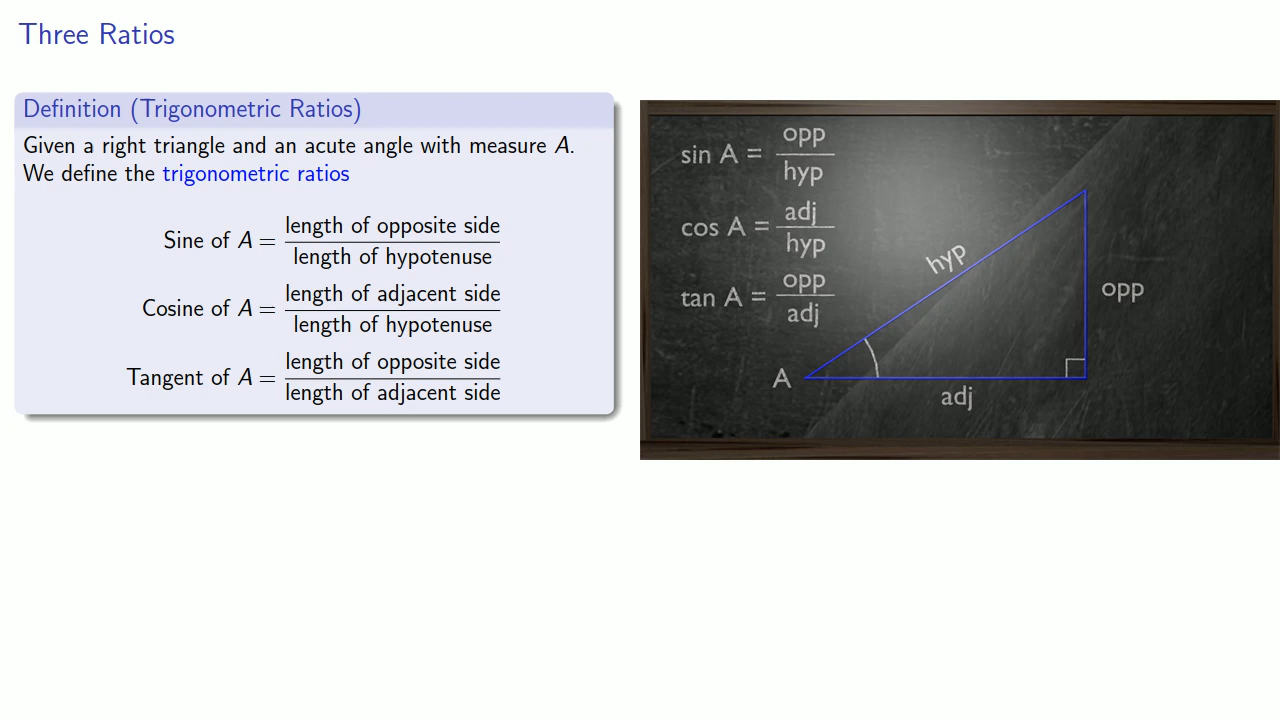 Three Ratios
Definition (Trigonometric Ratios)
Given a right triangle and an acute angle with measure A.
We define the trigonometric ratios
Sine of A = length of opposite side / length of hypotenuse
Cosine of A = length of adjacent side / length of hypotenuse
Tangent of A = length of opposite side / length of adjacent side
sin A = opp / hyp
cos A = adj / hyp
tan A = opp / adj
hyp
opp
A
adj